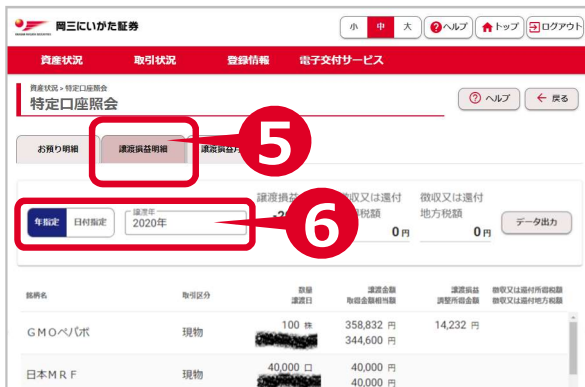 岡三にいがた証券
小 中 大 ヘルプ トップ ログアウト
資産状況 取引状況 登録情報 電子交付サービス
資産状況 > 特定口座照会
特定口座照会
ヘルプ 戻る
お預り明細 譲渡損益明細 譲渡損益
5
年指定 日付指定 譲渡年 2020年
6
譲渡損益 徴収又は還付
徴収又は還付 地方税額
税額
0 円 0 円 データ出力
銘柄名 取引区分 数量 譲渡日 譲渡金額 取得金額相当額 譲渡損益 調整所得金額 徴収又は還付所得税額 徴収又は還付地方税額
GMOペパボ 現物 100 株 358,832 円 14,232 円
344,600 円
日本MRF 現物 40,000 口 40,000 円
40,000 円